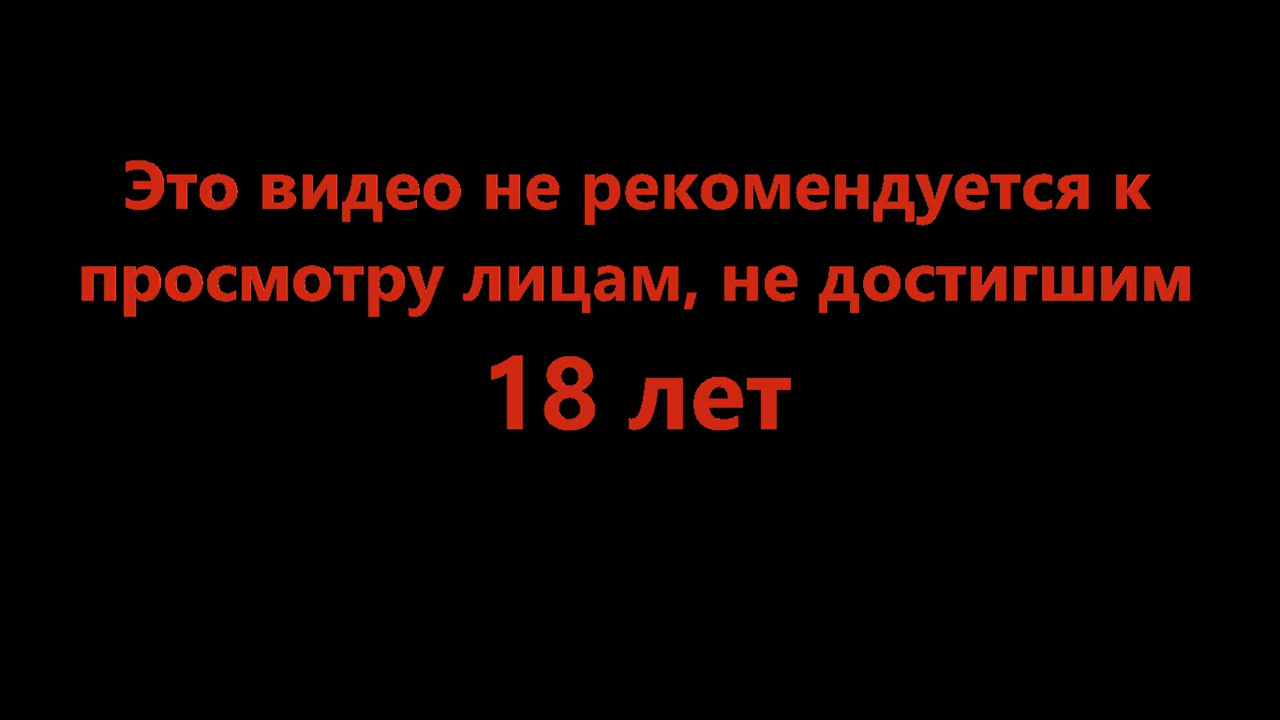 Это видео не рекомендуется к
просмотру лицам, не достигшим
18 лет